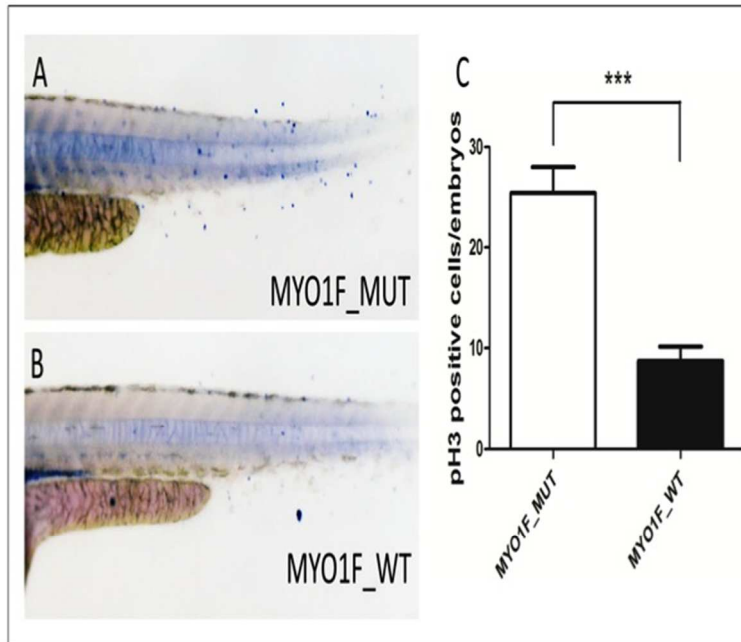 A
MYO1F_MUT
B
MYO1F_WT
C
***
pH3 positive cells/embryos
30
20
10
0
MYO1F_MUT
MYO1F_WT